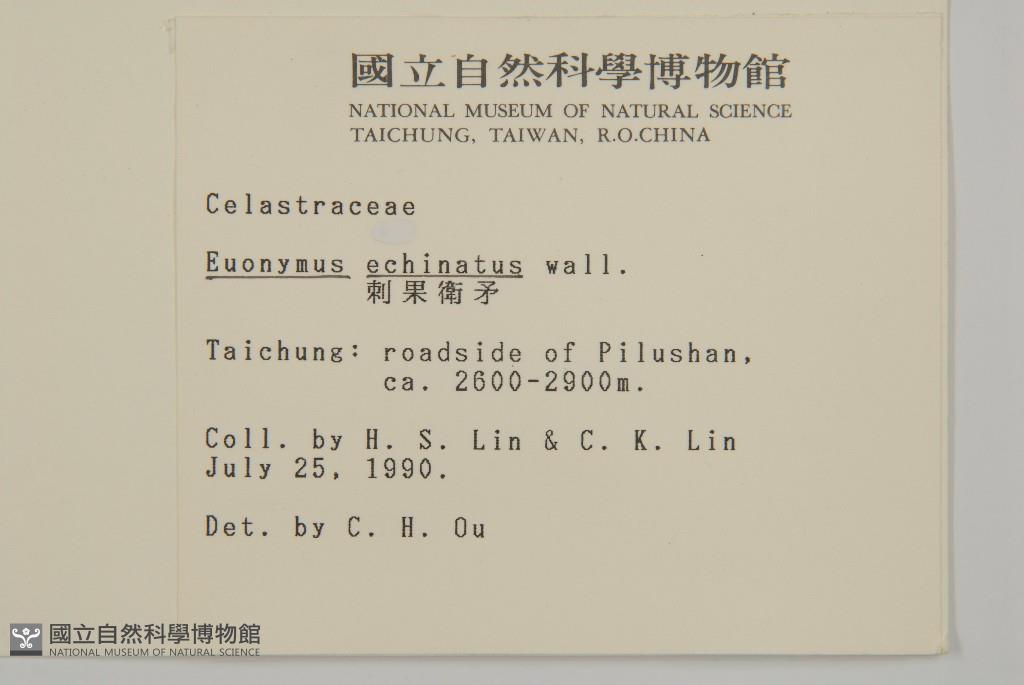 國立自然科學博物館
NATIONAL MUSEUM OF NATURAL SCIENCE
TAICHUNG, TAIWAN, R.O.CHINA
Celastraceae
Euonymus echinatus wall.
刺果衛矛
Taichung: roadside of Pilushan,
ca. 2600-2900m.
Coll. by H. S. Lin & C. K. Lin
July 25, 1990.
Det. by C. H. Ou
國立自然科學博物館
NATIONAL MUSEUM OF NATURAL SCIENCE